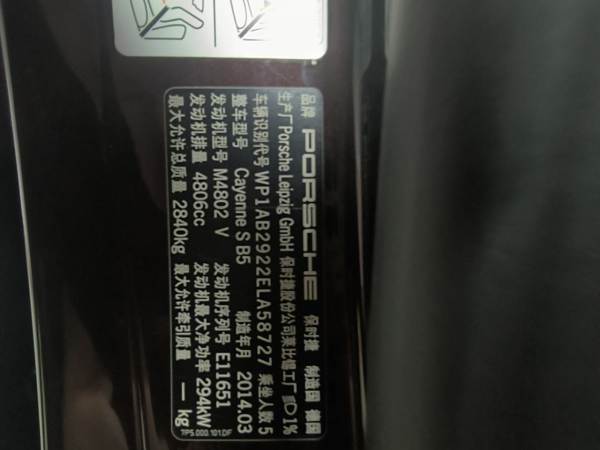 品牌 PORSCHE 保时捷 制造国 德国
生产厂 Porsche Leipzig GmbH 保时捷股份公司莱比锡工厂 1%
车辆识别代号 WP1AB2922ELA58727 乘坐人数 5
整车型号 Cayenne S B5 制造年月 2014.03
发动机型号 M4802 V 发动机序列号 E11651
发动机排量 4806cc 发动机最大净功率 294kW
最大允许总质量 2840kg 最大允许牵引质量 — kg
7P5.000.101.DF